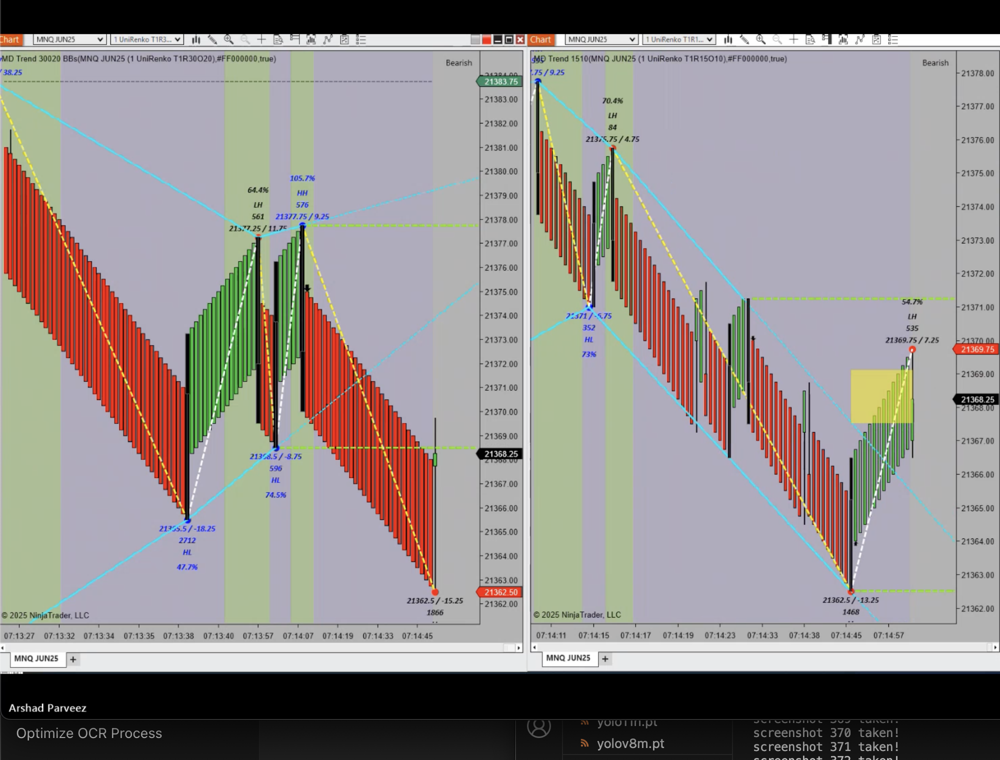 Chart
MNQ JUN25
1 UniRenko T1R3...
MD Trend 30020 BBs(MNQ JUN25 (1 UniRenko T1R30O20),#FF000000,true)
Bearish
/ 38.25
64.4%
LH
561
21377.25 / 11.75
105.7%
HH
576
21377.75 / 9.25
21368.5 / -8.75
596
HL
74.5%
21365.5 / -18.25
2712
HL
47.7%
21362.5 / -15.25
1866
21383.75
21383.00
21382.00
21381.00
21380.00
21379.00
21378.00
21377.00
21376.00
21375.00
21374.00
21373.00
21372.00
21371.00
21370.00
21369.00
21368.25
21367.00
21366.00
21365.00
21364.00
21363.00
21362.50
21362.00
© 2025 NinjaTrader, LLC
07:13:27
07:13:32
07:13:34
07:13:36
07:13:38
07:13:40
07:13:57
07:14:07
07:14:19
07:14:33
07:14:45
MNQ JUN25
+
Chart
MNQ JUN25
1 UniRenko T1R1...
MD Trend 1510(MNQ JUN25 (1 UniRenko T1R15O10),#FF000000,true)
Bearish
.75 / 9.25
70.4%
LH
84
21375.75 / 4.75
21371 / -6.75
352
HL
73%
54.7%
LH
535
21369.75 / 7.25
21362.5 / -13.25
1468
21378.00
21377.00
21376.00
21375.00
21374.00
21373.00
21372.00
21371.00
21370.00
21369.75
21369.00
21368.25
21368.00
21367.00
21366.00
21365.00
21364.00
21363.00
21362.00
© 2025 NinjaTrader, LLC
07:14:11
07:14:15
07:14:17
07:14:19
07:14:23
07:14:33
07:14:38
07:14:45
07:14:57
MNQ JUN25
+
Arshad Parveez
Optimize OCR Process
yolo11n.pt
yolov8m.pt
screenshot 369 taken!
screenshot 370 taken!
screenshot 371 taken!
screenshot 372 taken!